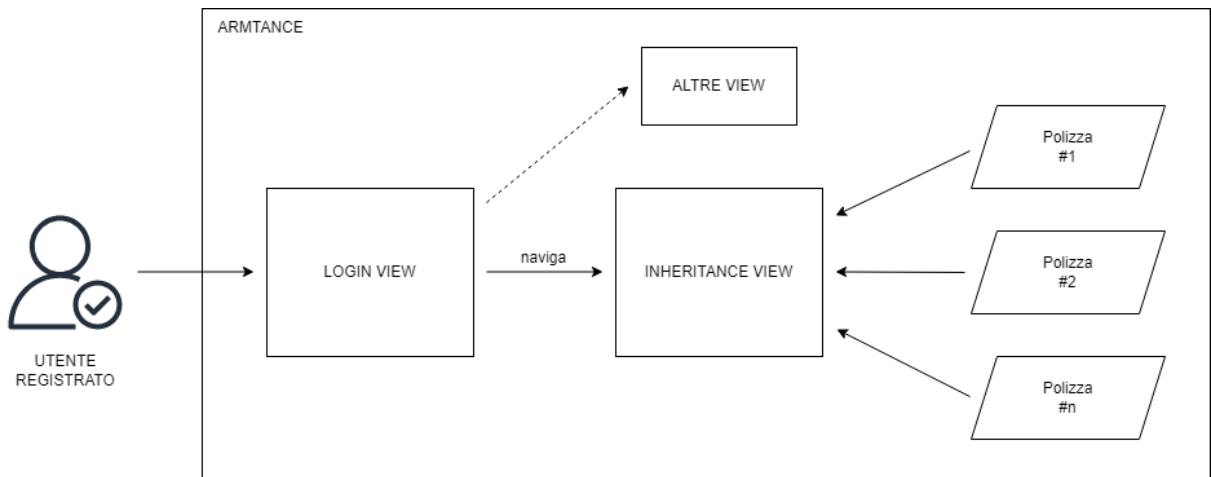 ARMTANCE
ALTRE VIEW
Polizza
#1
LOGIN VIEW
naviga
INHERITANCE VIEW
Polizza
#2
UTENTE
REGISTRATO
Polizza
#n